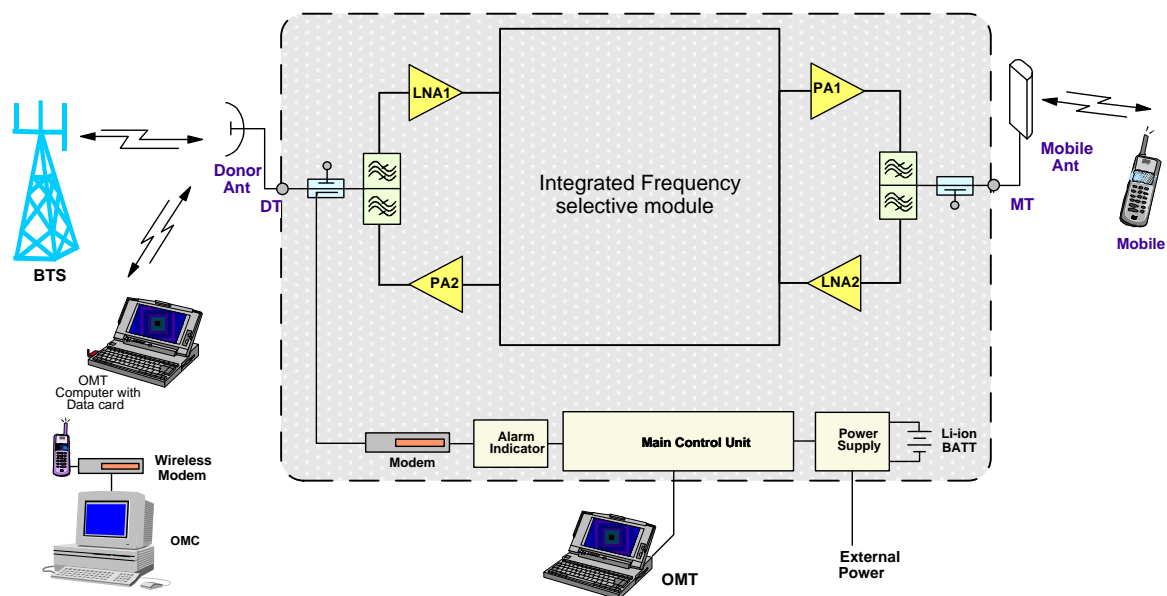 LNA1
PA1
Donor
Ant
DT
Integrated Frequency
selective module
Mobile
Ant
MT
Mobile
BTS
PA2
LNA2
OMT
Computer with
Data card
Wireless
Modem
OMC
Modem
Alarm
Indicator
Main Control Unit
Power
Supply
Li-ion
BATT
OMT
External
Power